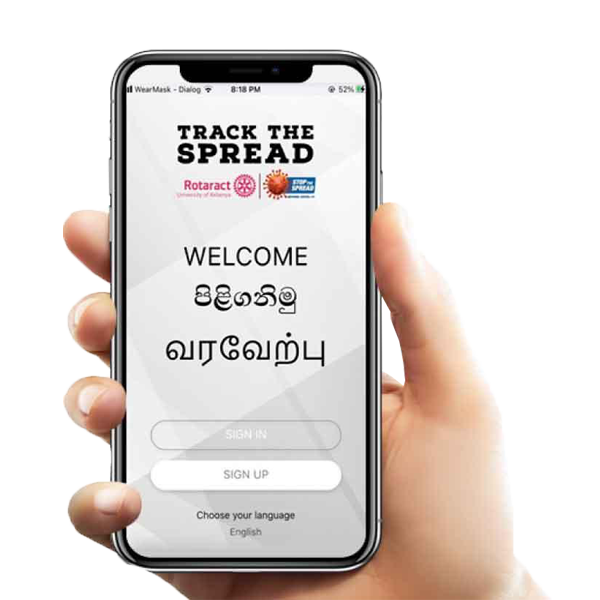 WearMask - Dialog
8:18 PM
52%
TRACK THE
SPREAD
Rotaract
University of Kelaniya
STOP THE
SPREAD
WELCOME
පිළිගනිමු
வரவேற்பு
SIGN IN
SIGN UP
Choose your language
English